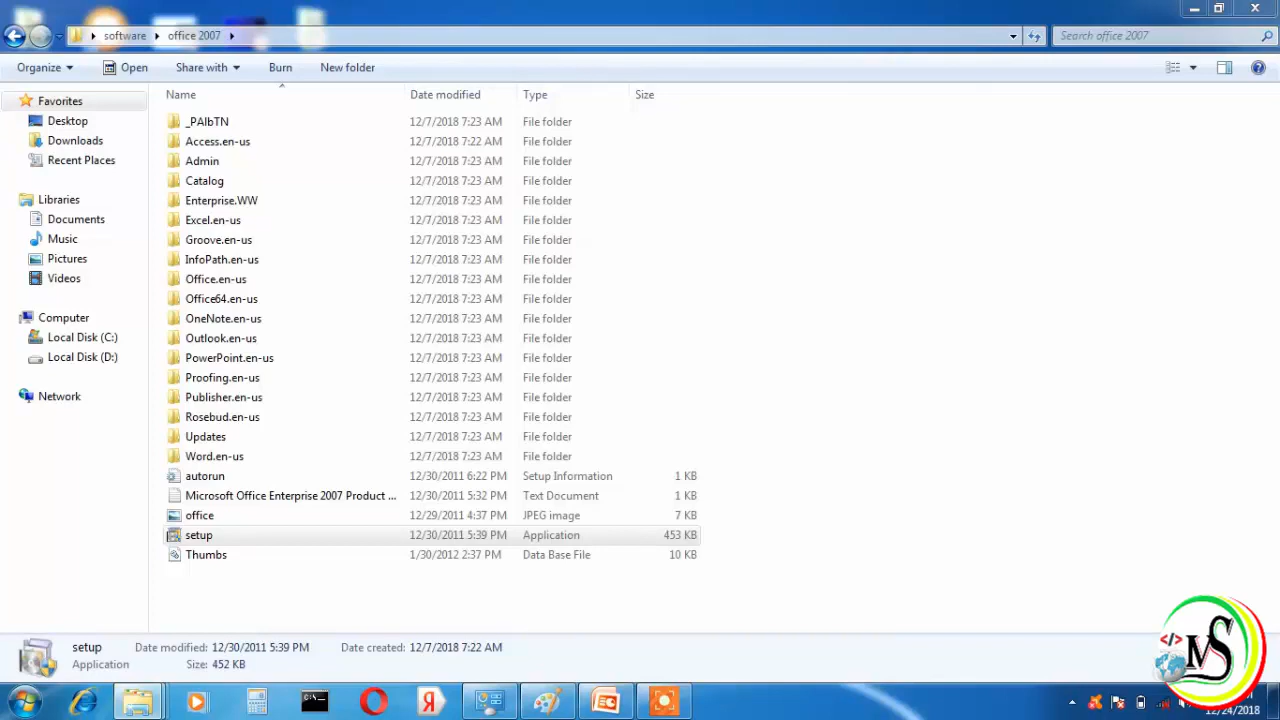 software office 2007 Search office 2007
Organize Open Share with Burn New folder
Name Date modified Type Size
Favorites
Desktop
Downloads
Recent Places
Libraries
Documents
Music
Pictures
Videos
Computer
Local Disk (C:)
Local Disk (D:)
Network
_PAlbTN 12/7/2018 7:23 AM File folder
Access.en-us 12/7/2018 7:22 AM File folder
Admin 12/7/2018 7:23 AM File folder
Catalog 12/7/2018 7:23 AM File folder
Enterprise.WW 12/7/2018 7:23 AM File folder
Excel.en-us 12/7/2018 7:23 AM File folder
Groove.en-us 12/7/2018 7:23 AM File folder
InfoPath.en-us 12/7/2018 7:23 AM File folder
Office.en-us 12/7/2018 7:23 AM File folder
Office64.en-us 12/7/2018 7:23 AM File folder
OneNote.en-us 12/7/2018 7:23 AM File folder
Outlook.en-us 12/7/2018 7:23 AM File folder
PowerPoint.en-us 12/7/2018 7:23 AM File folder
Proofing.en-us 12/7/2018 7:23 AM File folder
Publisher.en-us 12/7/2018 7:23 AM File folder
Rosebud.en-us 12/7/2018 7:23 AM File folder
Updates 12/7/2018 7:23 AM File folder
Word.en-us 12/7/2018 7:23 AM File folder
autorun 12/30/2011 6:22 PM Setup Information 1 KB
Microsoft Office Enterprise 2007 Product ... 12/30/2011 5:32 PM Text Document 1 KB
office 12/29/2011 4:37 PM JPEG image 7 KB
setup 12/30/2011 5:39 PM Application 453 KB
Thumbs 1/30/2012 2:37 PM Data Base File 10 KB
setup Date modified: 12/30/2011 5:39 PM Date created: 12/7/2018 7:22 AM
Application Size: 452 KB
</> MS
12/24/2018